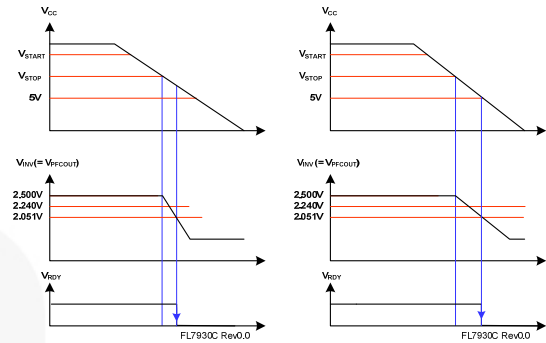 VCC
VSTART
VSTOP
5V
VINV(= VPFCOUT)
2.500V
2.240V
2.051V
VRDY
FL7930C Rev0.0
VCC
VSTART
VSTOP
5V
VINV(= VPFCOUT)
2.500V
2.240V
2.051V
VRDY
FL7930C Rev0.0